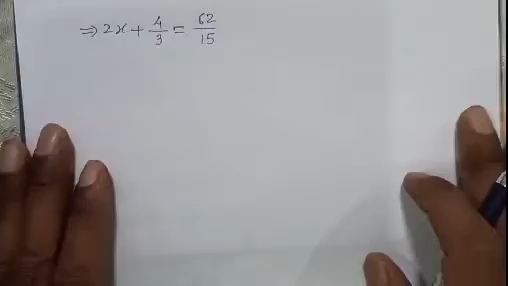 ⇒ 2x + 4/3 = 62/15